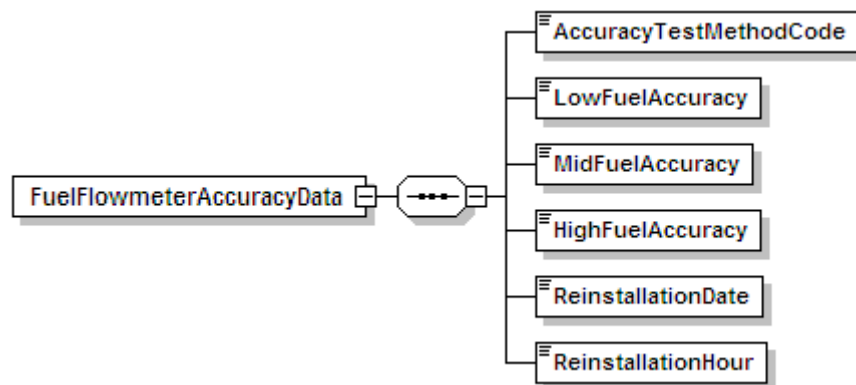 AccuracyTestMethodCode
LowFuelAccuracy
MidFuelAccuracy
FuelFlowmeterAccuracyData
HighFuelAccuracy
ReinstallationDate
ReinstallationHour